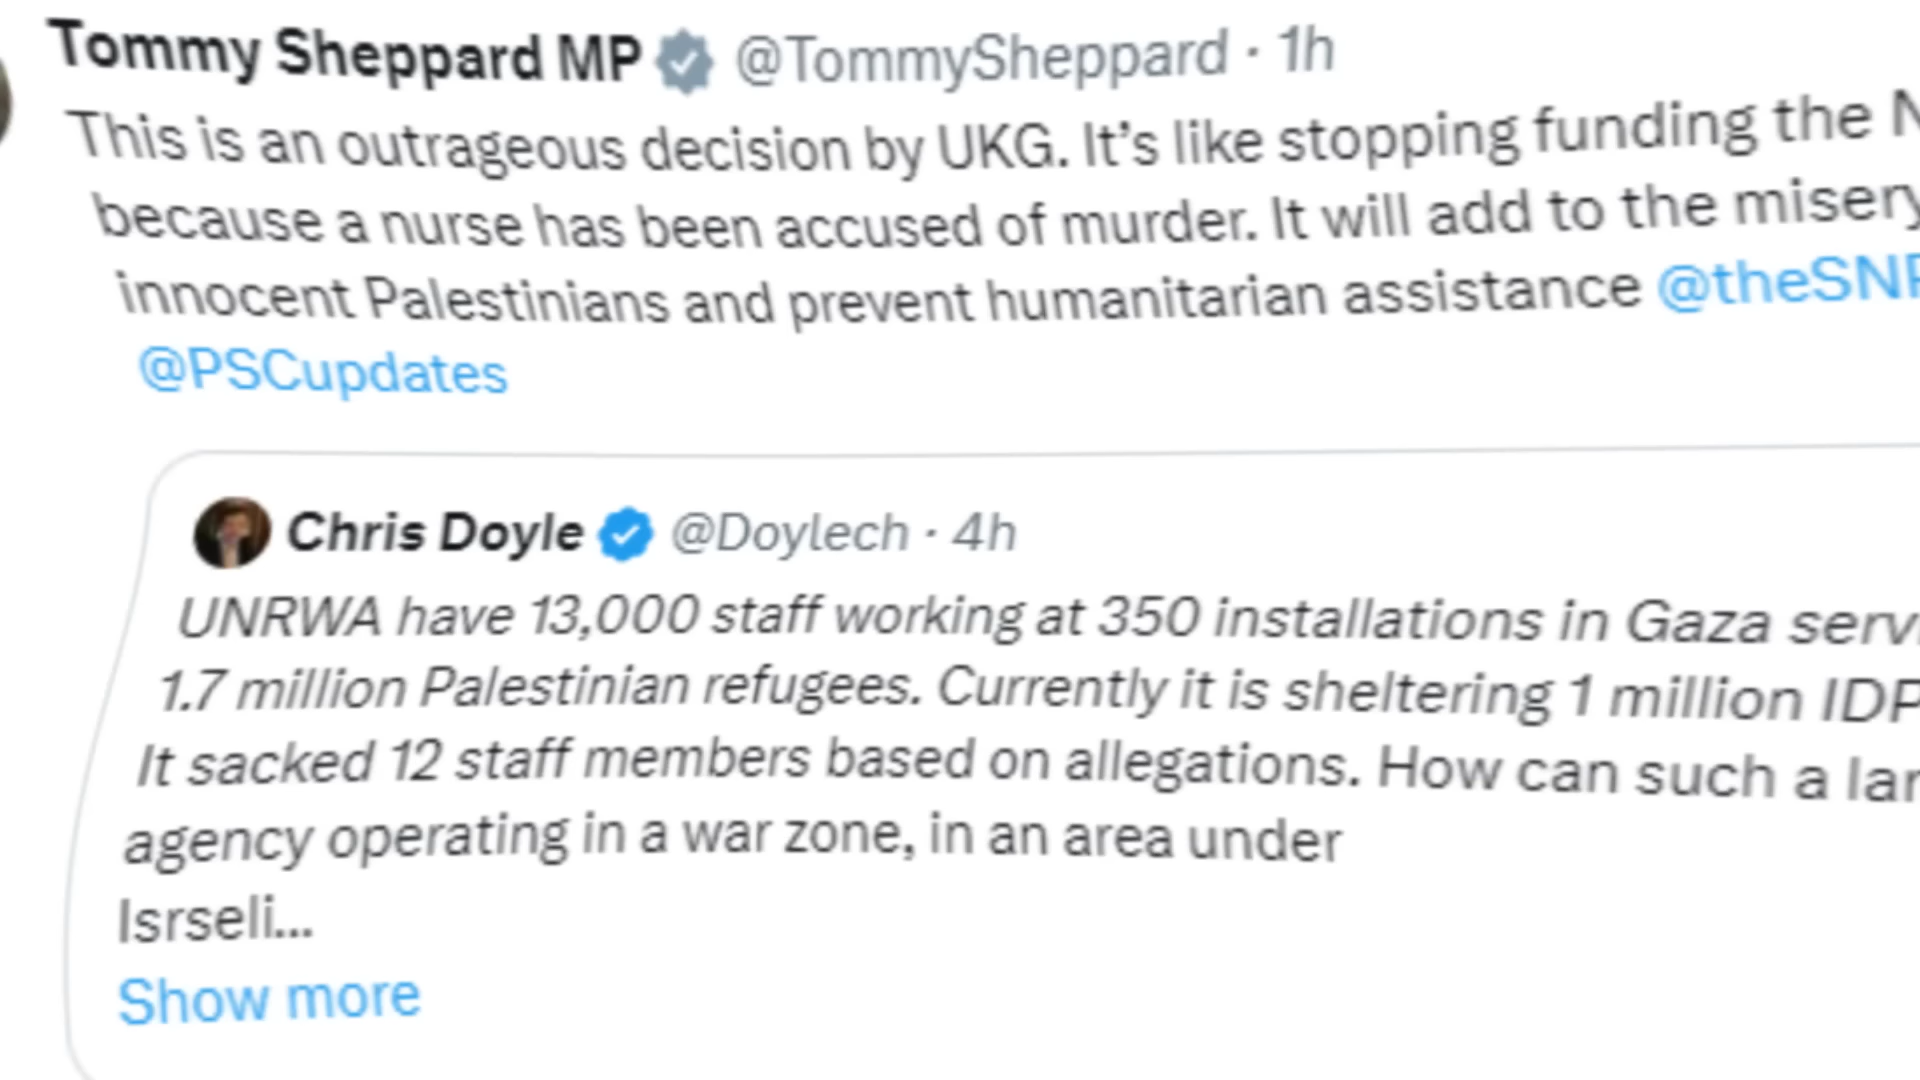 Tommy Sheppard MP @TommySheppard · 1h
This is an outrageous decision by UKG. It’s like stopping funding the
because a nurse has been accused of murder. It will add to the misery
innocent Palestinians and prevent humanitarian assistance @theSNP
@PSCupdates
Chris Doyle @Doylech · 4h
UNRWA have 13,000 staff working at 350 installations in Gaza
1.7 million Palestinian refugees. Currently it is sheltering 1 million
It sacked 12 staff members based on allegations. How can such a
agency operating in a war zone, in an area under
Isrseli...
Show more